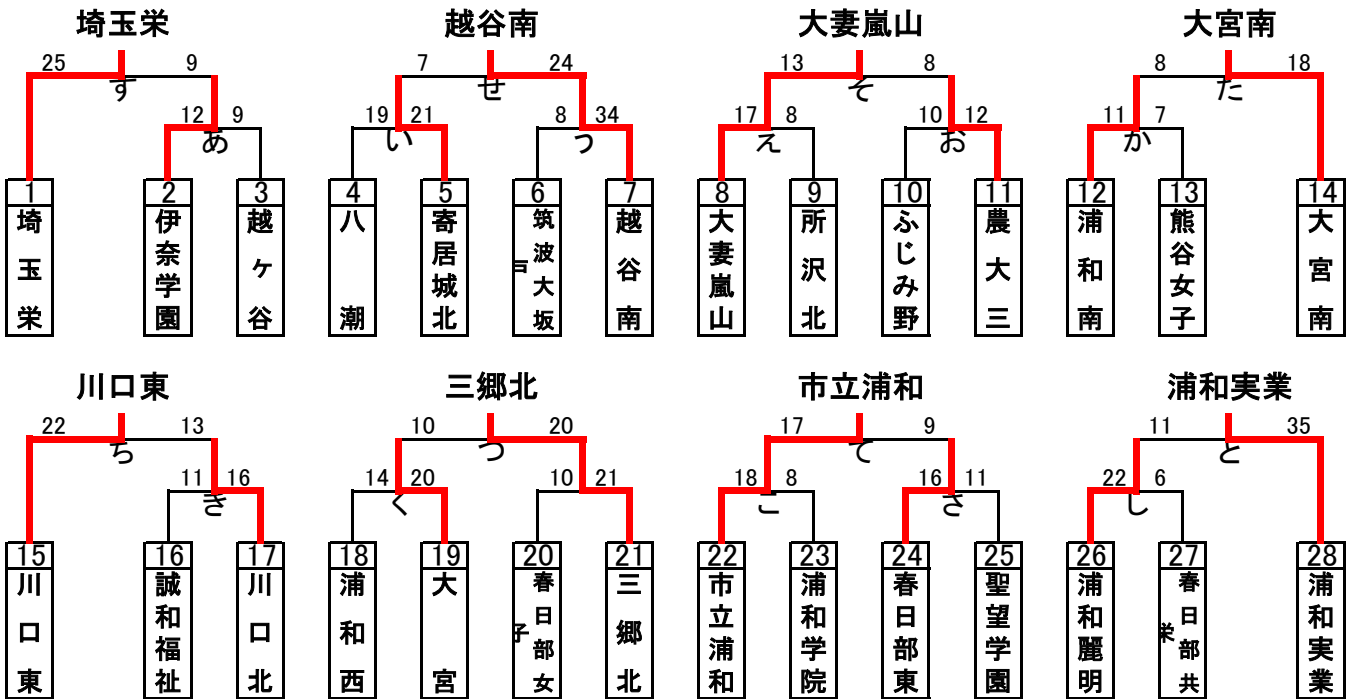 埼玉栄 越谷南 大妻嵐山 大宮南
25 9 7 24 13 8 8 18
す せ そ た
12 9 19 21 8 34 17 8 10 12 11 7
あ い う え お か
1 2 3 4 5 6 7 8 9 10 11 12 13 14
埼玉栄
伊奈学園
越ヶ谷
八潮
寄居城北
筑波大坂戸
越谷南
大妻嵐山
所沢北
ふじみ野
農大三
浦和南
熊谷女子
大宮南
川口東 三郷北 市立浦和 浦和実業
22 13 10 20 17 9 11 35
ち つ て と
11 16 14 20 10 21 18 8 16 11 22 6
き く こ さ し
15 16 17 18 19 20 21 22 23 24 25 26 27 28
川口東
誠和福祉
川口北
浦和西
大宮
春日部女子
三郷北
市立浦和
浦和学院
春日部東
聖望学園
浦和麗明
春日部共栄
浦和実業